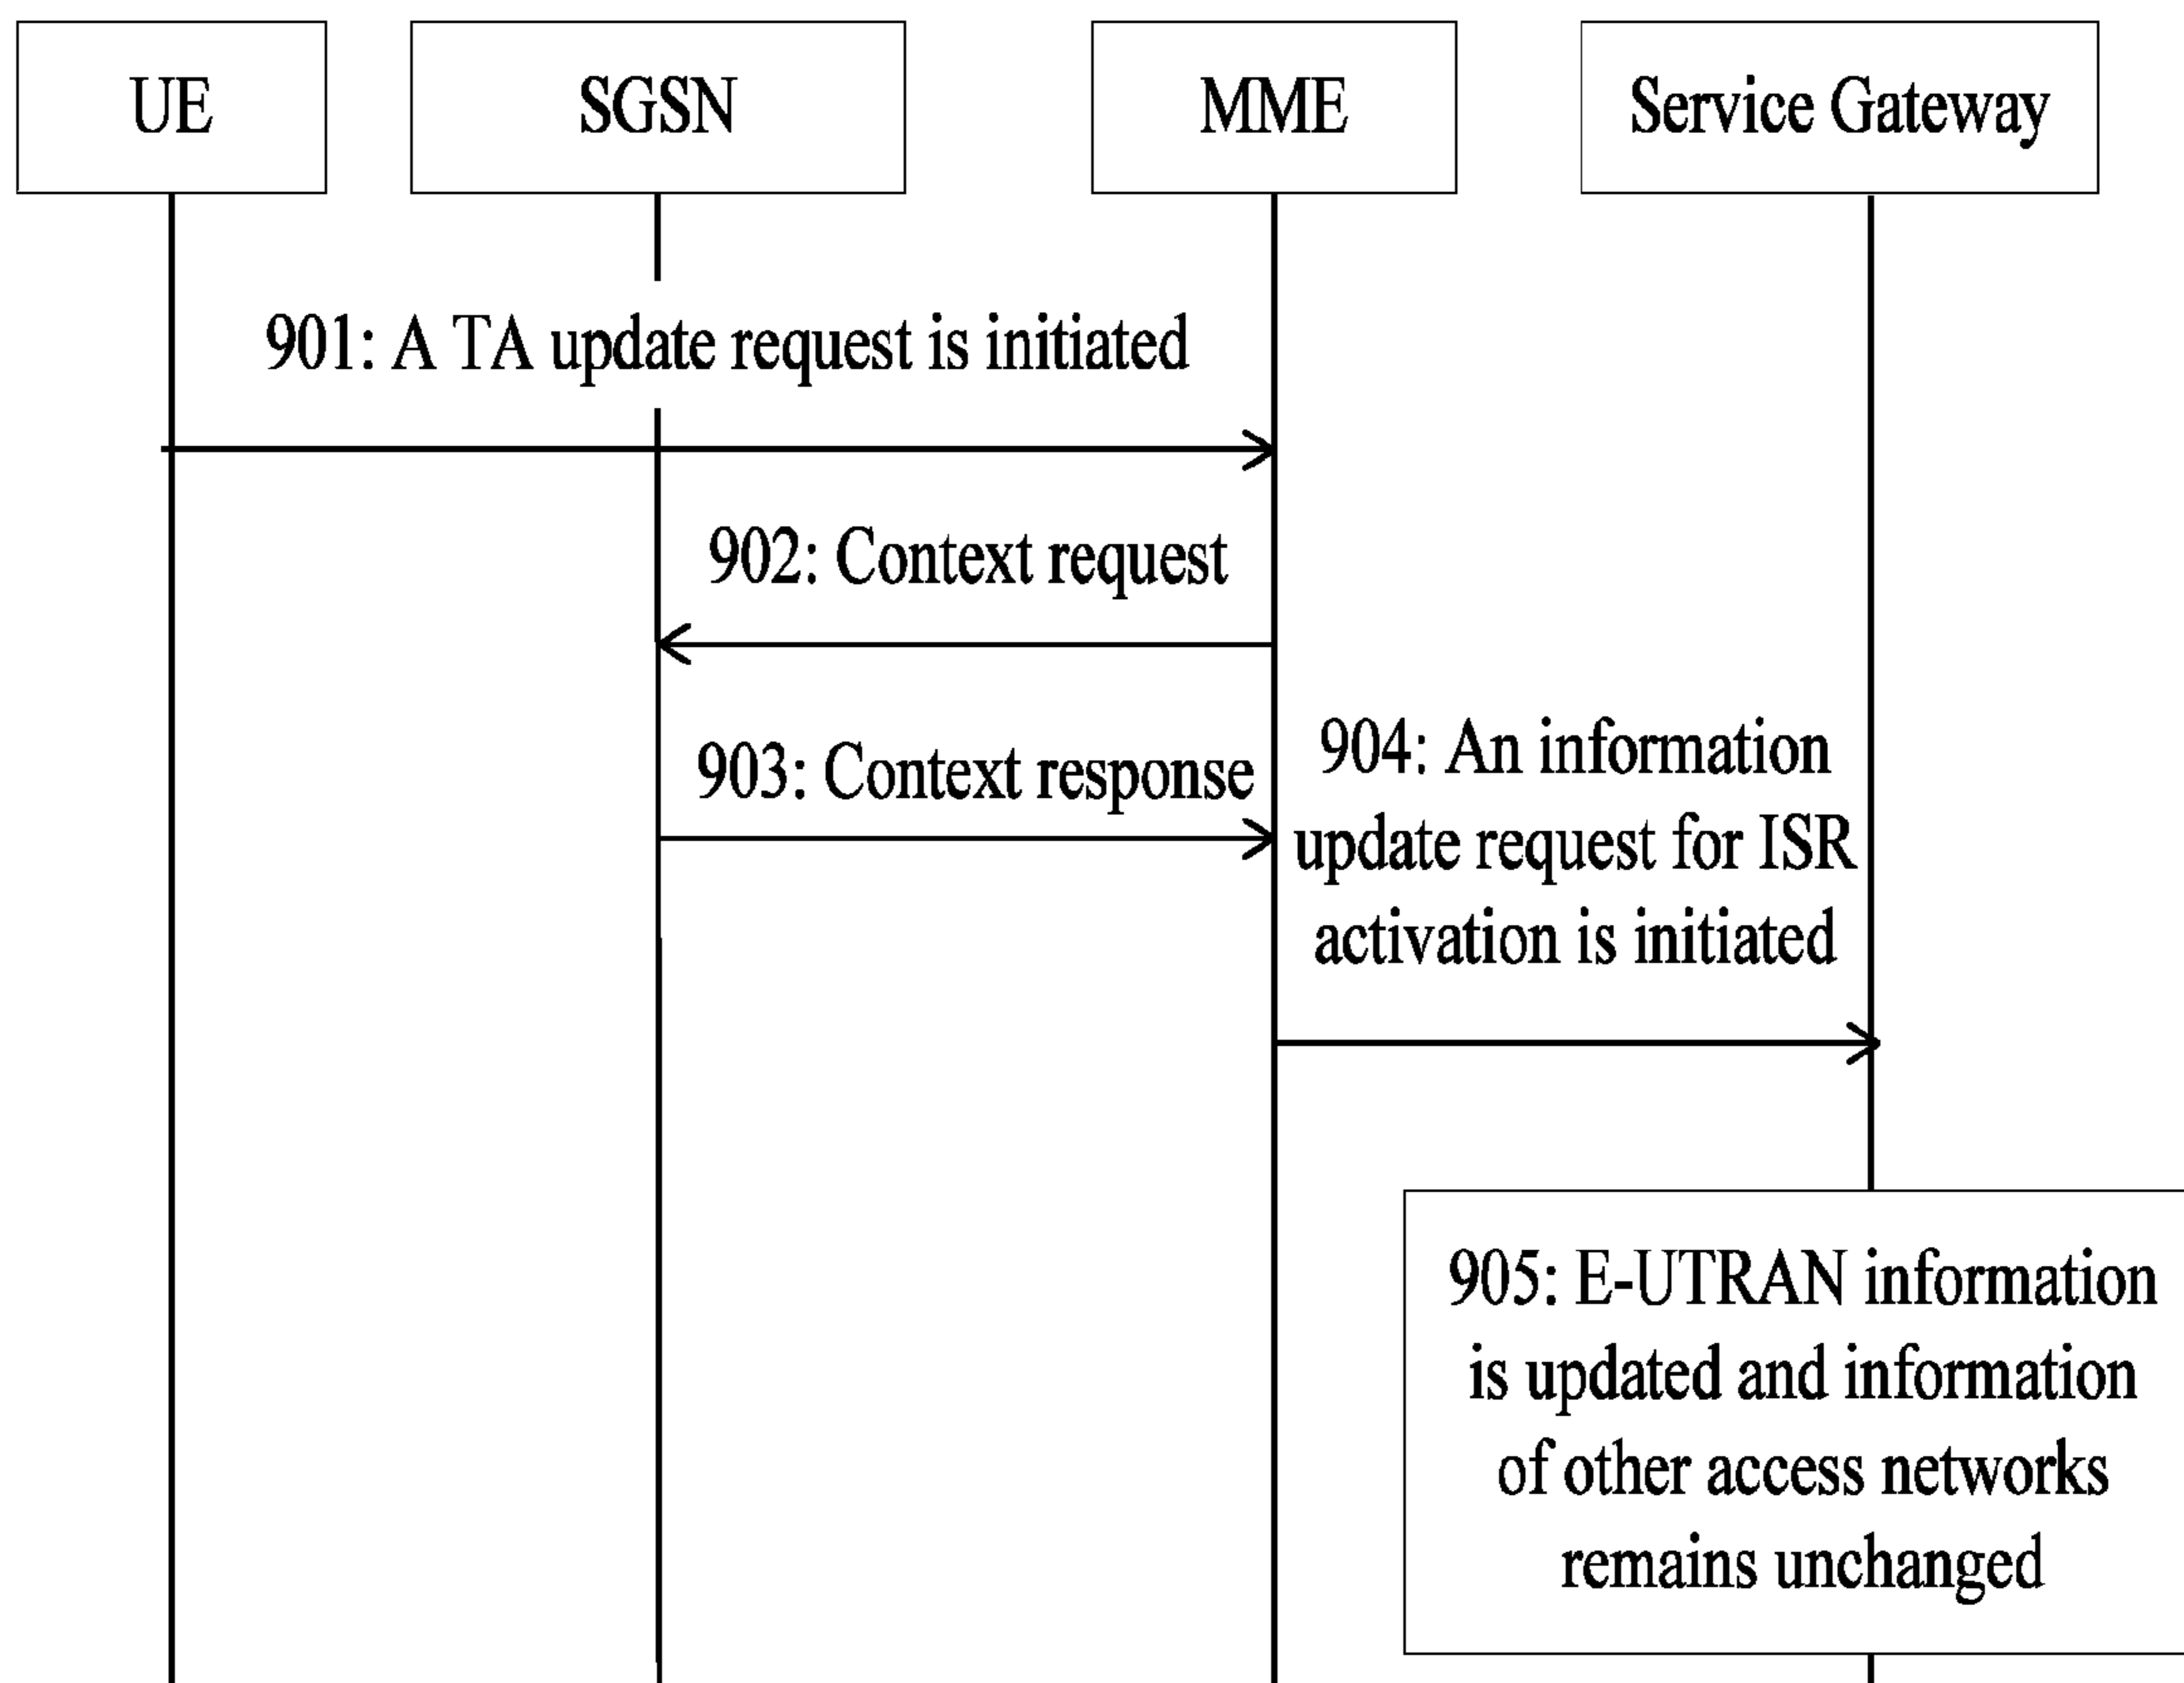 UE
SGSN
MME
Service Gateway
901: A TA update request is initiated
902: Context request
903: Context response
904: An information
update request for ISR
activation is initiated
905: E-UTRAN information
is updated and information
of other access networks
remains unchanged